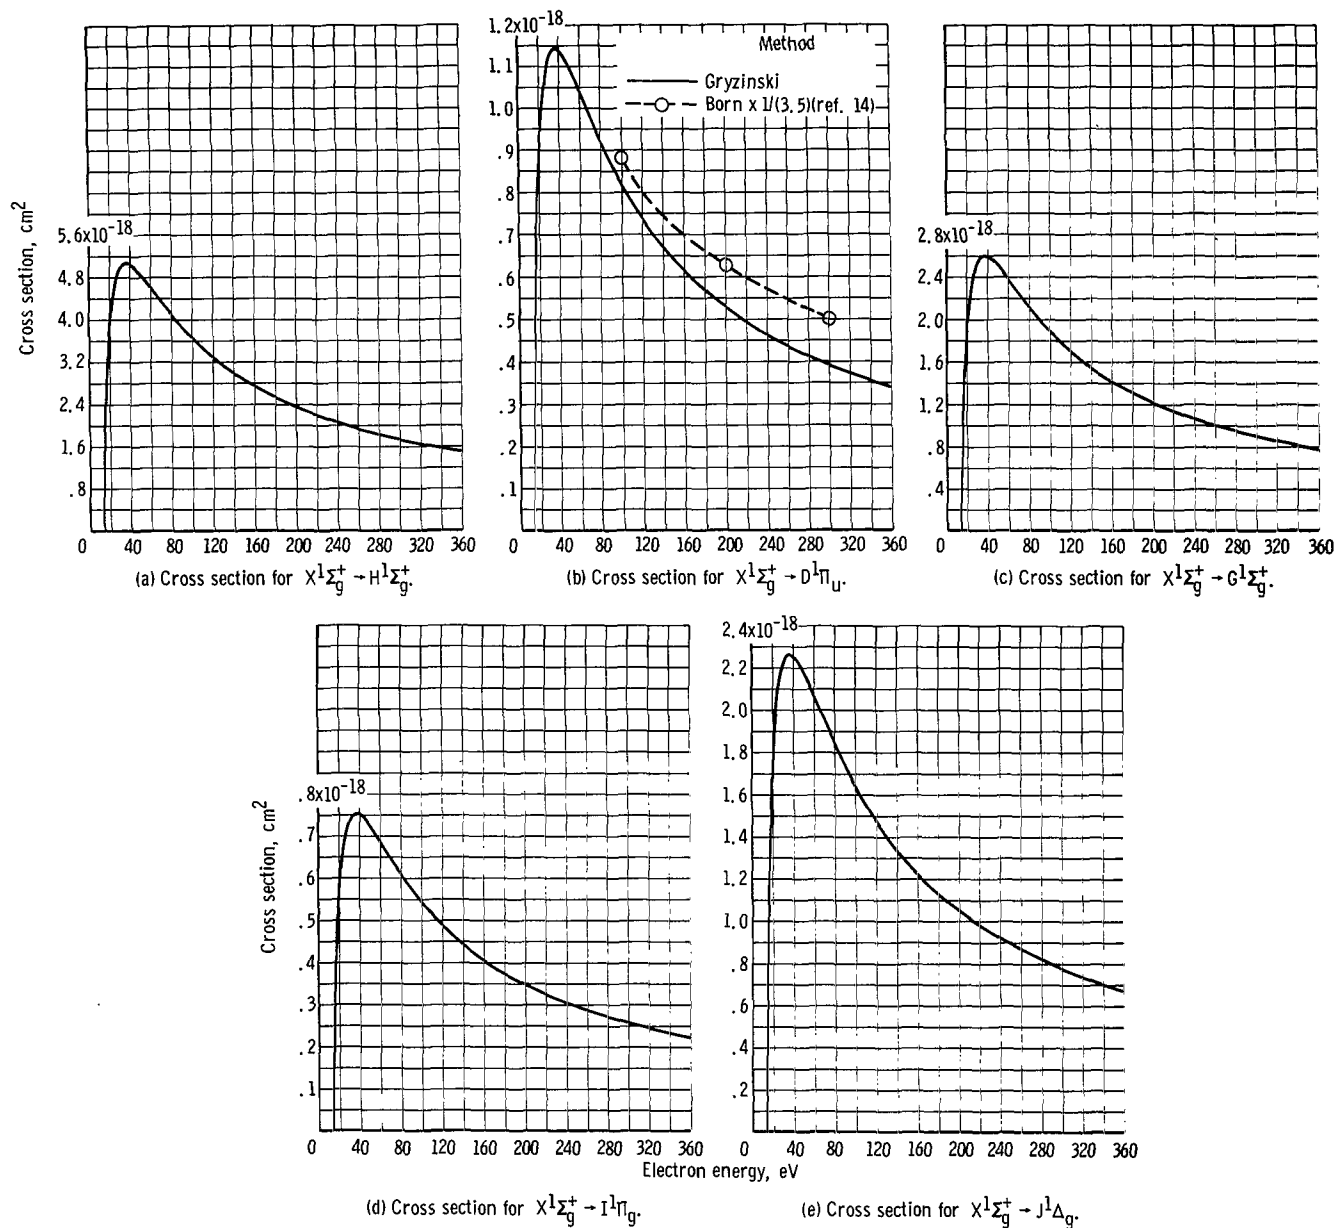 Cross section, cm²
5.6x10⁻¹⁸
4.8
4.0
3.2
2.4
1.6
.8
0 40 80 120 160 200 240 280 320 360
(a) Cross section for X¹Σg⁺ → H¹Σg⁺.
1.2x10⁻¹⁸
1.1
1.0
.9
.8
.7
.6
.5
.4
.3
.2
.1
0 40 80 120 160 200 240 280 320 360
Method
Gryzinski
Born x 1/(3.5)(ref. 14)
(b) Cross section for X¹Σg⁺ → D¹Πu.
2.8x10⁻¹⁸
2.4
2.0
1.6
1.2
.8
.4
0 40 80 120 160 200 240 280 320 360
(c) Cross section for X¹Σg⁺ → G¹Σg⁺.
Cross section, cm²
.8x10⁻¹⁸
.7
.6
.5
.4
.3
.2
.1
0 40 80 120 160 200 240 280 320 360
(d) Cross section for X¹Σg⁺ → I¹Πg.
2.4x10⁻¹⁸
2.2
2.0
1.8
1.6
1.4
1.2
1.0
.8
.6
.4
.2
0 40 80 120 160 200 240 280 320 360
Electron energy, eV
(e) Cross section for X¹Σg⁺ → J¹Δg.